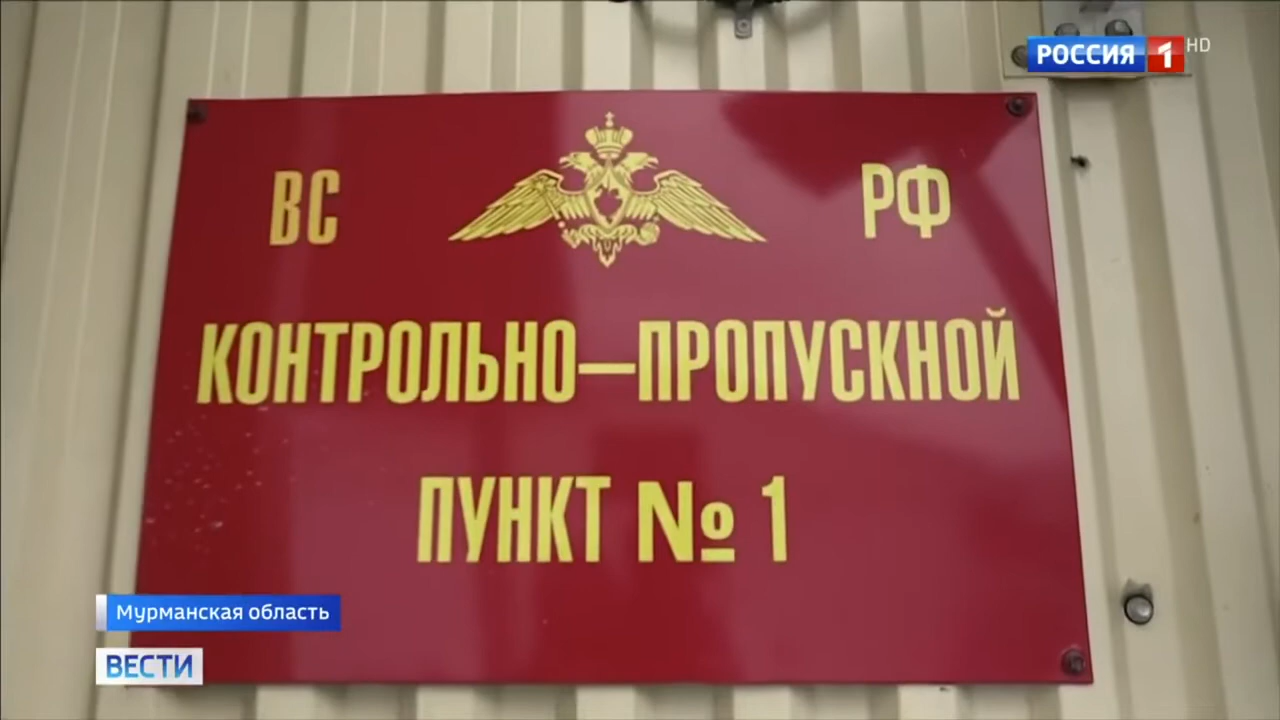 РОССИЯ 1 HD
ВС РФ
КОНТРОЛЬНО–ПРОПУСКНОЙ
ПУНКТ № 1
Мурманская область
ВЕСТИ